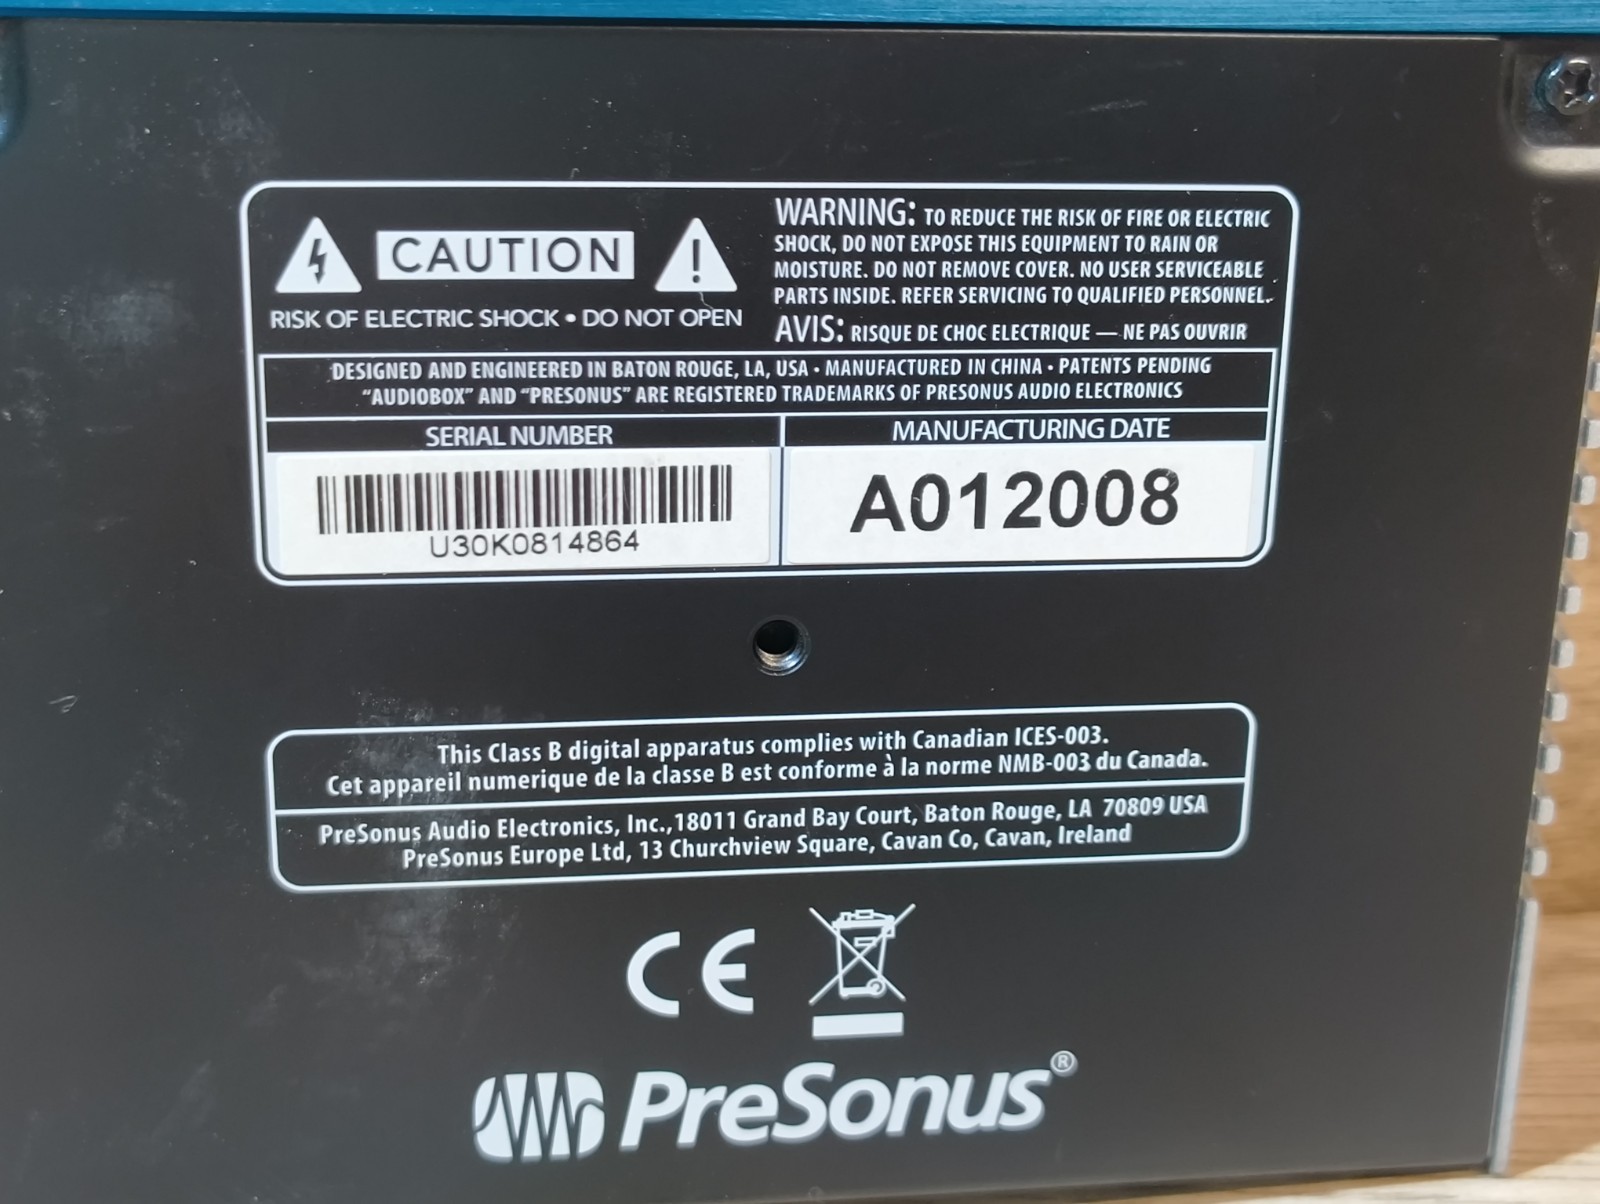 CAUTION
RISK OF ELECTRIC SHOCK • DO NOT OPEN
WARNING: TO REDUCE THE RISK OF FIRE OR ELECTRIC
SHOCK, DO NOT EXPOSE THIS EQUIPMENT TO RAIN OR
MOISTURE. DO NOT REMOVE COVER. NO USER SERVICEABLE
PARTS INSIDE. REFER SERVICING TO QUALIFIED PERSONNEL.
AVIS: RISQUE DE CHOC ELECTRIQUE — NE PAS OUVRIR
DESIGNED AND ENGINEERED IN BATON ROUGE, LA, USA • MANUFACTURED IN CHINA • PATENTS PENDING
“AUDIOBOX” AND “PRESONUS” ARE REGISTERED TRADEMARKS OF PRESONUS AUDIO ELECTRONICS
SERIAL NUMBER
U30K0814864
MANUFACTURING DATE
A012008
This Class B digital apparatus complies with Canadian ICES-003.
Cet appareil numerique de la classe B est conforme à la norme NMB-003 du Canada.
PreSonus Audio Electronics, Inc.,18011 Grand Bay Court, Baton Rouge, LA 70809 USA
PreSonus Europe Ltd, 13 Churchview Square, Cavan Co, Cavan, Ireland
CE
PreSonus®